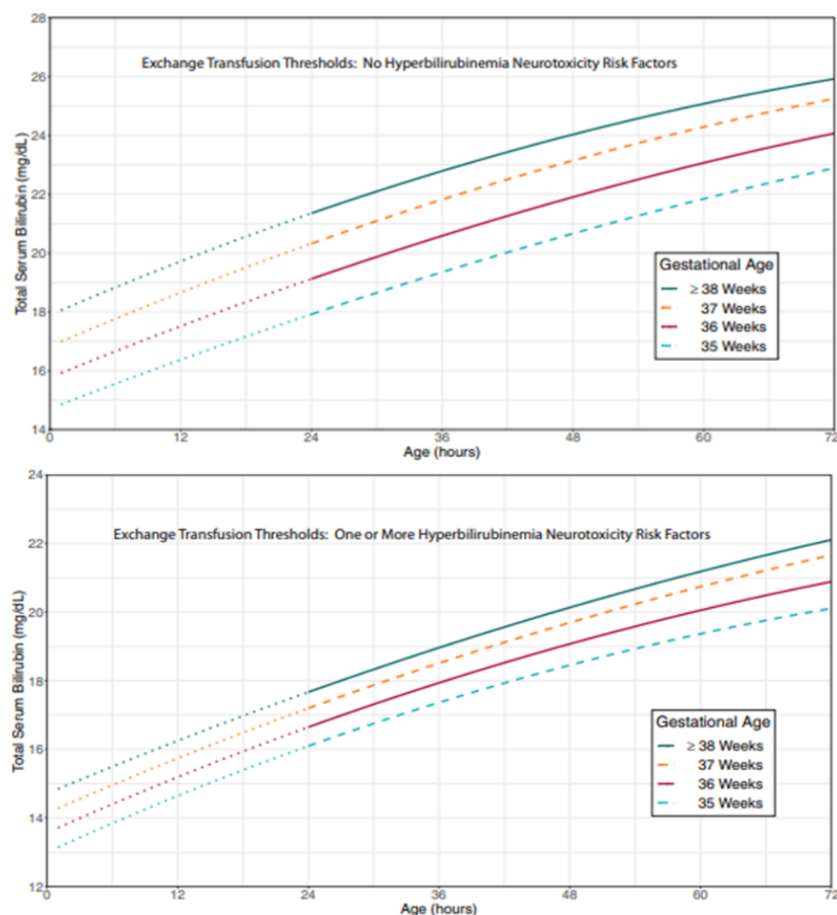 28
26
24
22
20
18
16
14
Total Serum Bilirubin (mg/dL)
Exchange Transfusion Thresholds: No Hyperbilirubinemia Neurotoxicity Risk Factors
Gestational Age
≥ 38 Weeks
37 Weeks
36 Weeks
35 Weeks
0 12 24 36 48 60 72
Age (hours)
24
22
20
18
16
14
12
Total Serum Bilirubin (mg/dL)
Exchange Transfusion Thresholds: One or More Hyperbilirubinemia Neurotoxicity Risk Factors
Gestational Age
≥ 38 Weeks
37 Weeks
36 Weeks
35 Weeks
0 12 24 36 48 60 72
Age (hours)